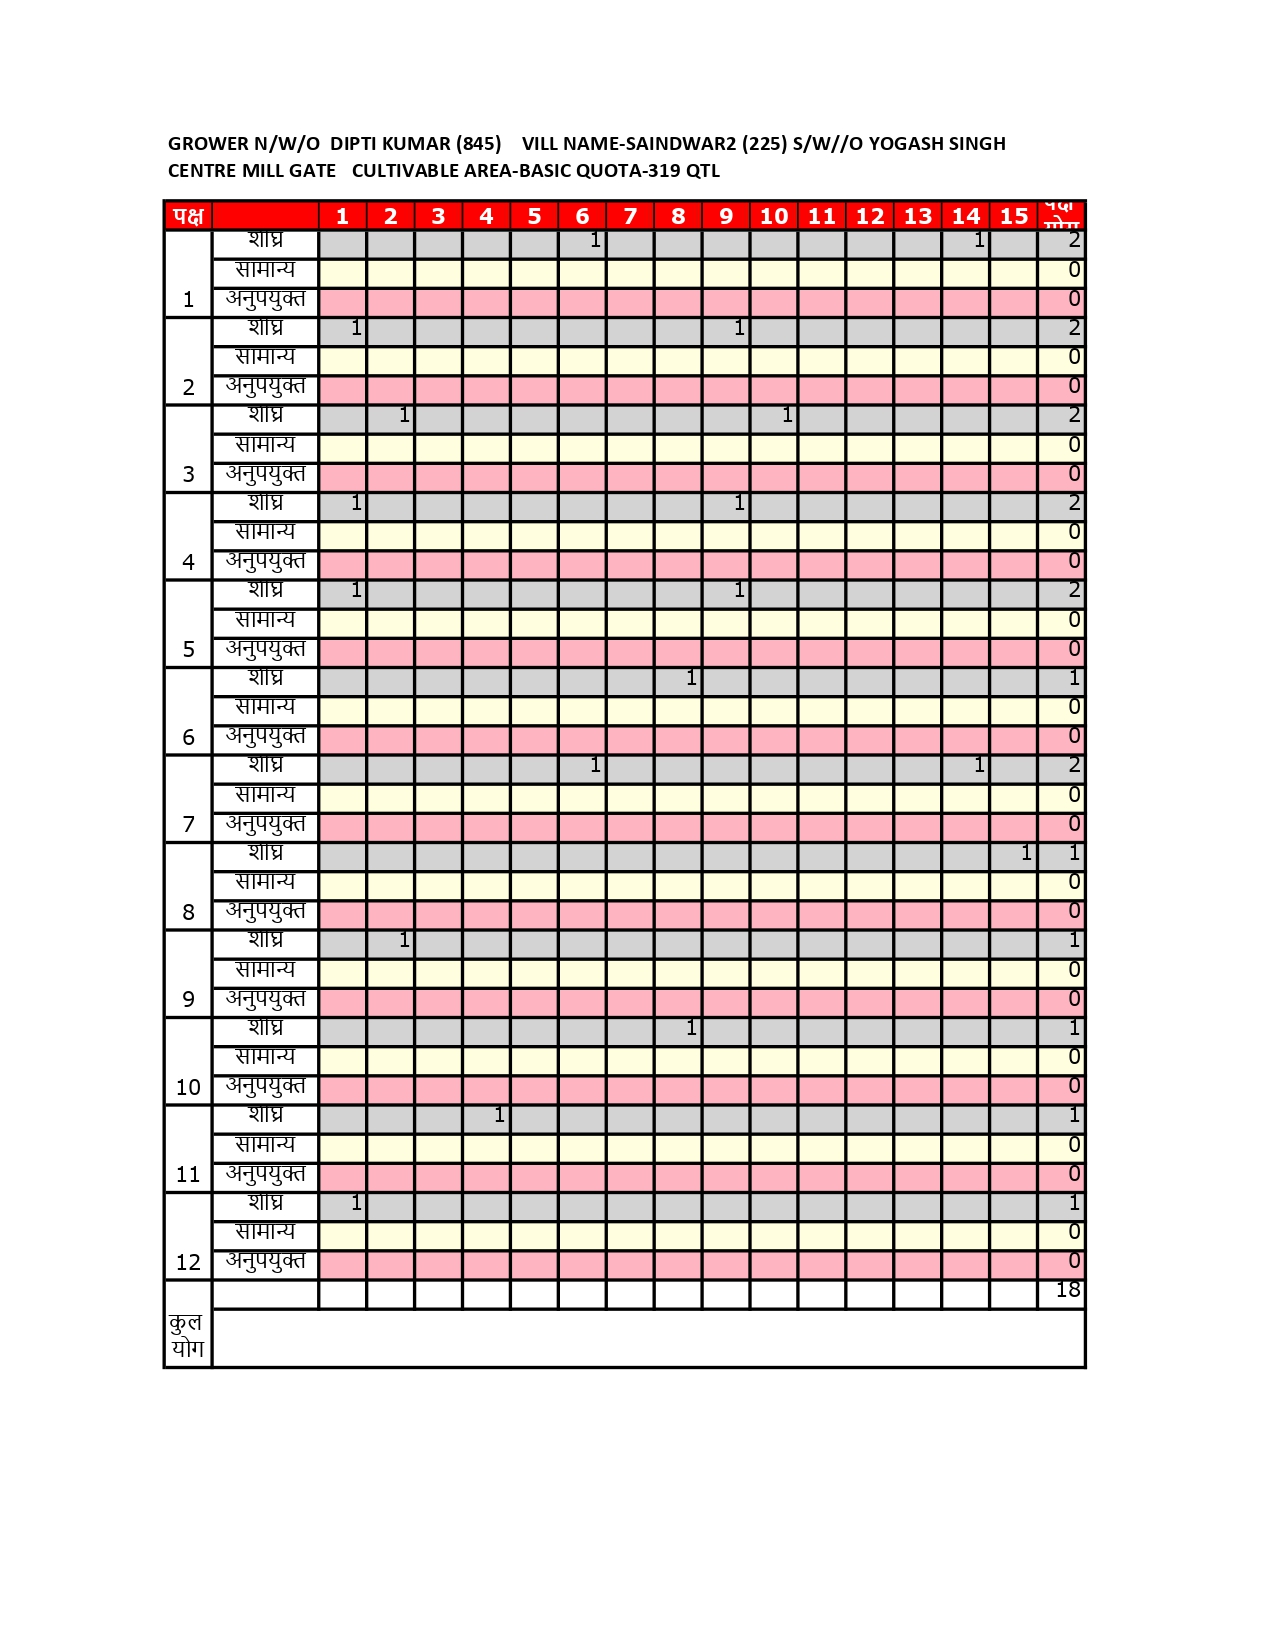 GROWER N/W/O DIPTI KUMAR (845) VILL NAME-SAINDWAR2 (225) S/W//O YOGASH SINGH
CENTRE MILL GATE CULTIVABLE AREA-BASIC QUOTA-319 QTL
पक्ष 1 2 3 4 5 6 7 8 9 10 11 12 13 14 15 पक्ष योग
शीघ्र 1 1 2
सामान्य 0
1 अनुपयुक्त 0
शीघ्र 1 1 2
सामान्य 0
2 अनुपयुक्त 0
शीघ्र 1 1 2
सामान्य 0
3 अनुपयुक्त 0
शीघ्र 1 1 2
सामान्य 0
4 अनुपयुक्त 0
शीघ्र 1 1 2
सामान्य 0
5 अनुपयुक्त 0
शीघ्र 1 1
सामान्य 0
6 अनुपयुक्त 0
शीघ्र 1 1 2
सामान्य 0
7 अनुपयुक्त 0
शीघ्र 1 1
सामान्य 0
8 अनुपयुक्त 0
शीघ्र 1 1
सामान्य 0
9 अनुपयुक्त 0
शीघ्र 1 1
सामान्य 0
10 अनुपयुक्त 0
शीघ्र 1 1
सामान्य 0
11 अनुपयुक्त 0
शीघ्र 1 1
सामान्य 0
12 अनुपयुक्त 0
18
कुल
योग